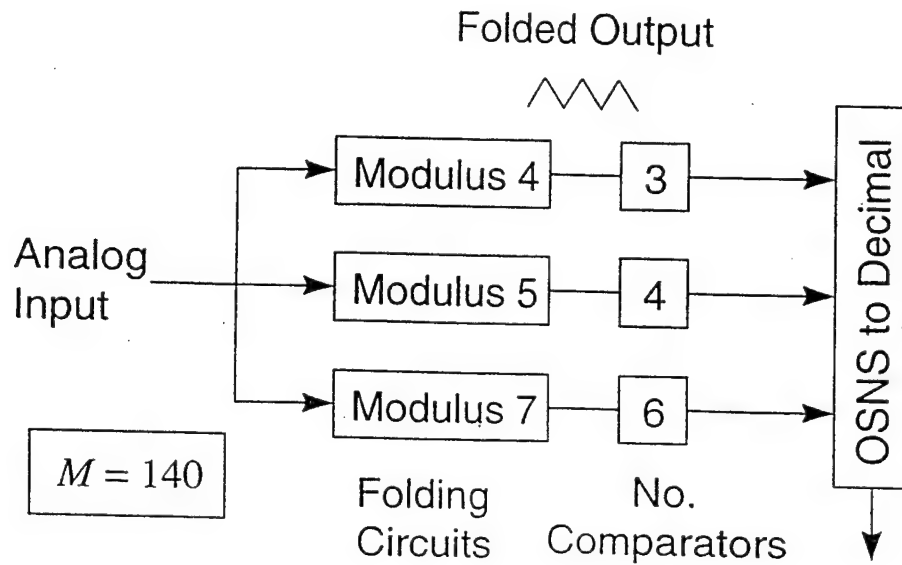 Folded Output
Modulus 4
3
Analog
Input
Modulus 5
4
Modulus 7
6
OSNS to Decimal
M = 140
Folding
Circuits
No.
Comparators